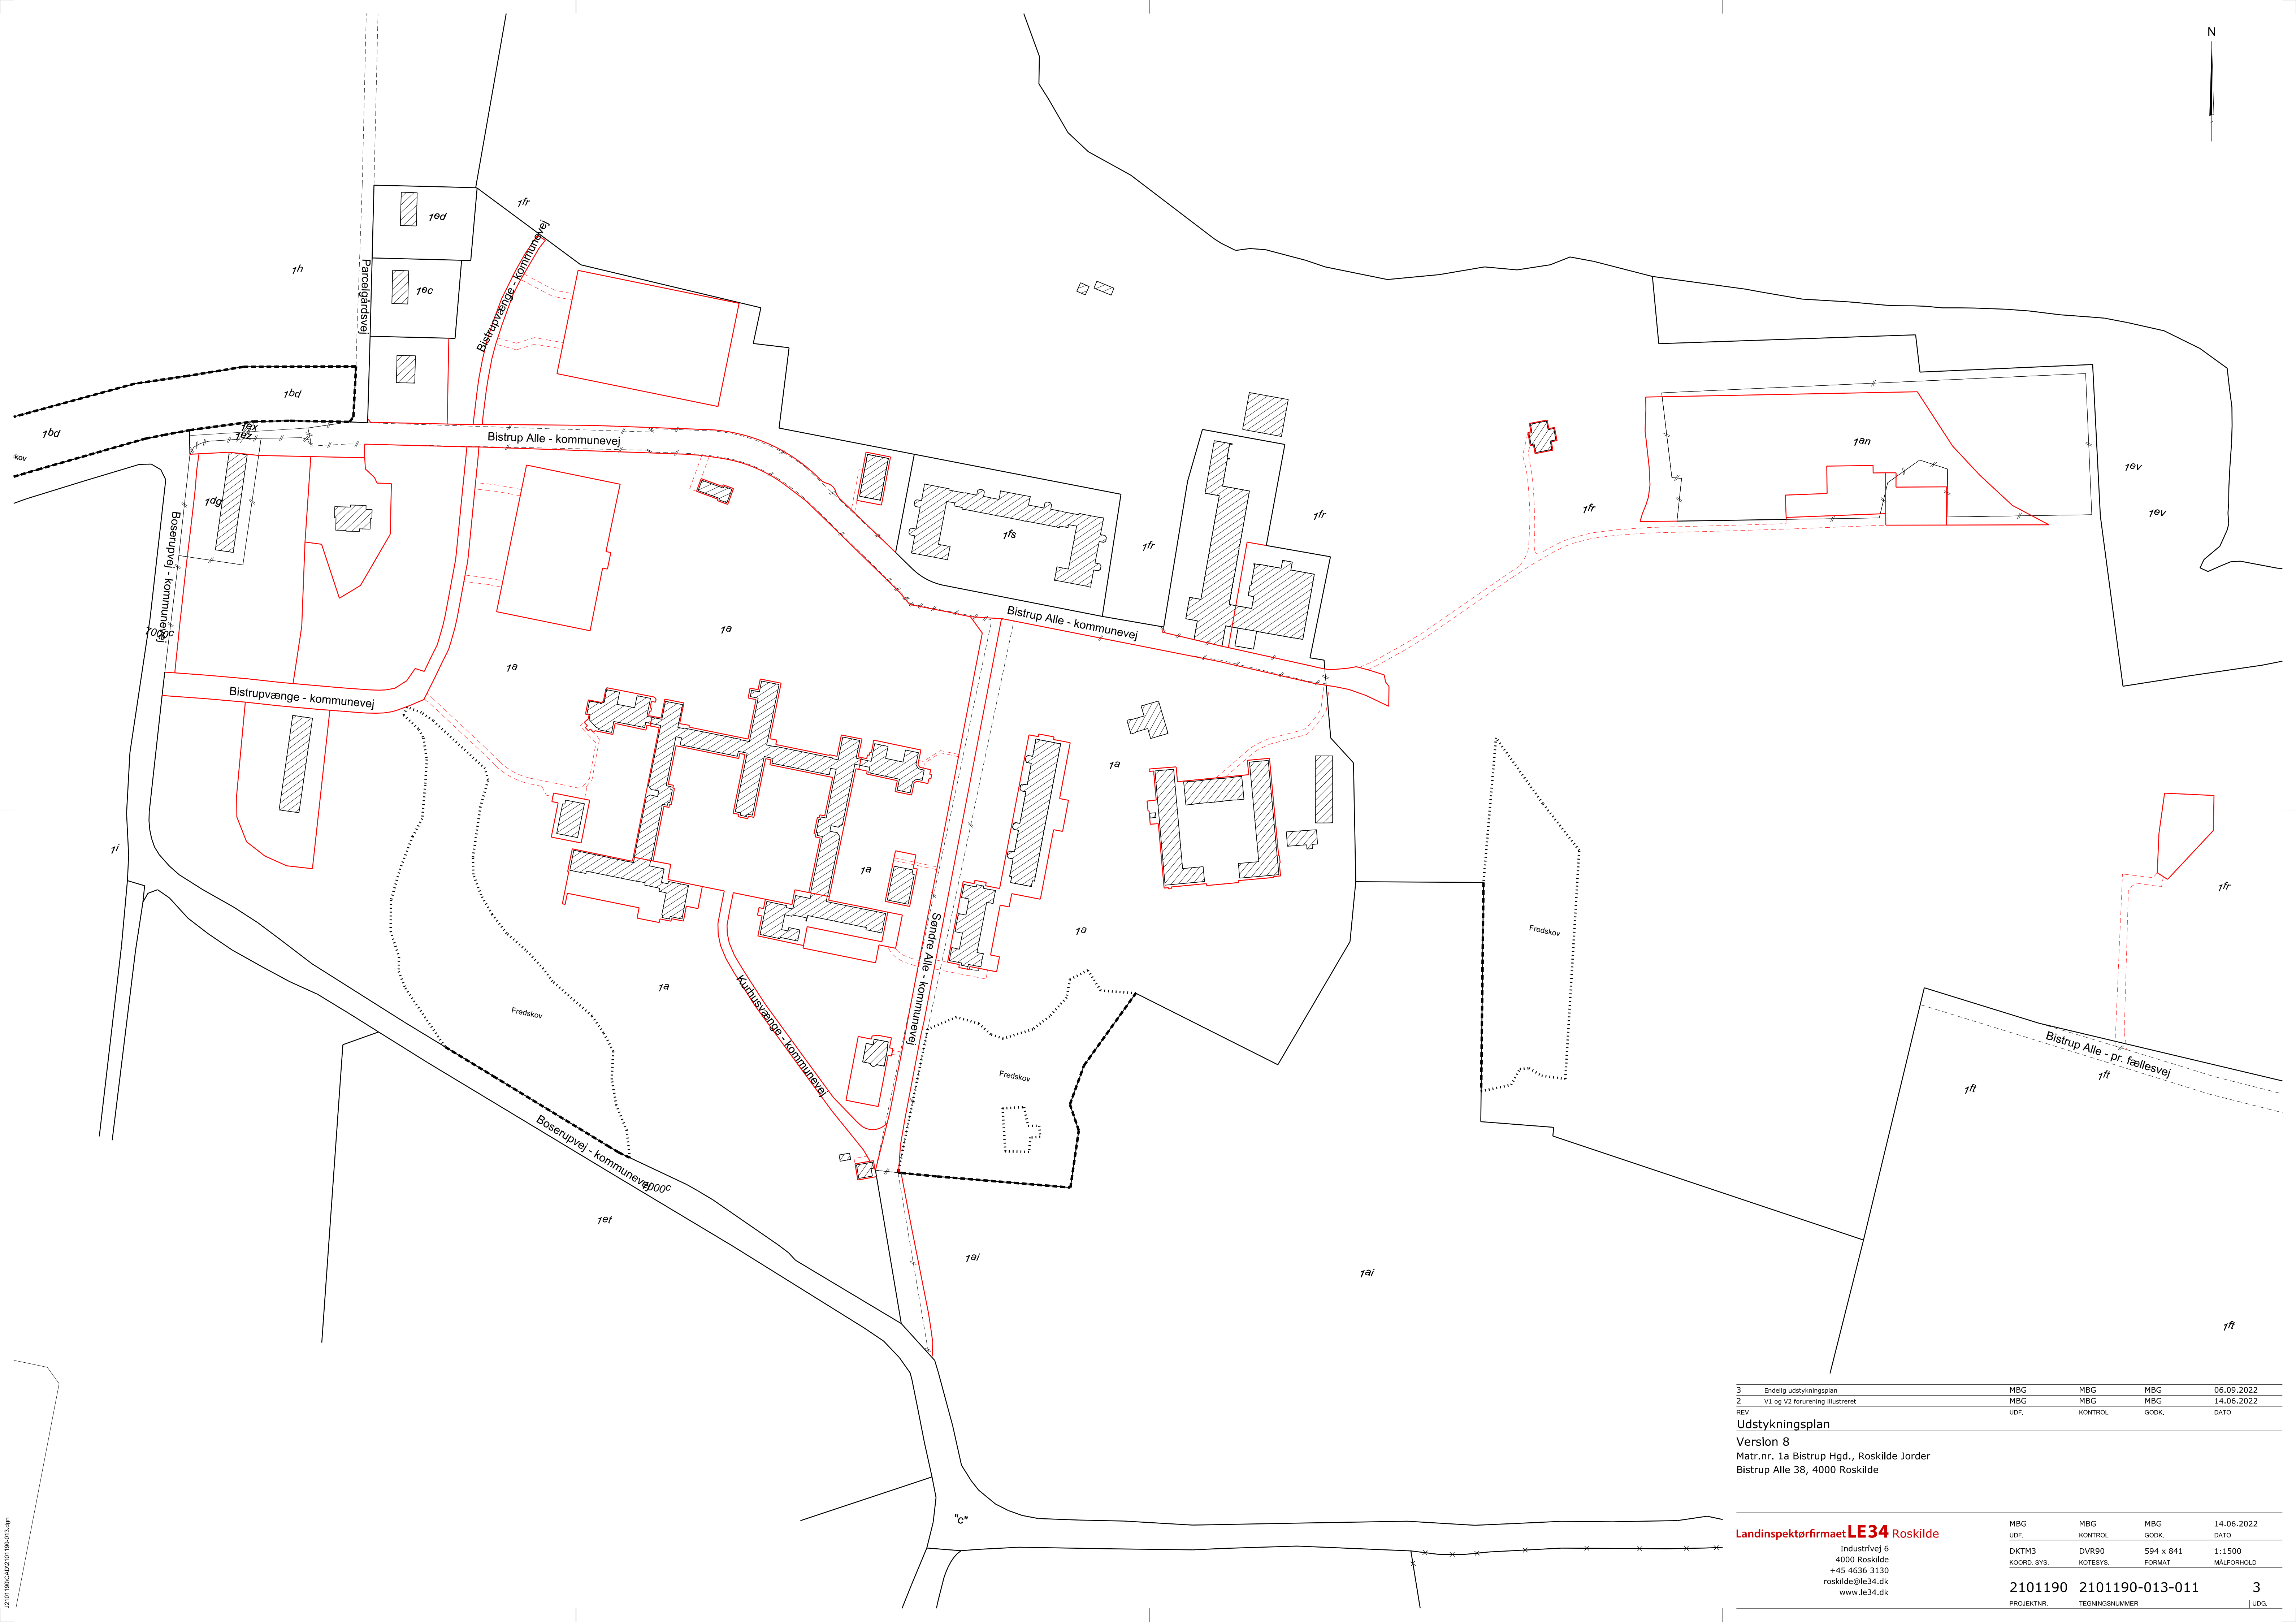 N
1fr
1ed
1h
Parcelgårdsvej
1ec
Bistrupvænge - kommunevej
1bd
1bd
skov
1ex
1ez
Bistrup Alle - kommunevej
1dg
1an
1ev
1ev
1fr
1fr
1fs
1fr
Boserupvej - kommunevej
7000c
1a
1a
Bistrup Alle - kommunevej
Bistrupvænge - kommunevej
1a
1i
1a
1fr
1a
Søndre Alle - kommunevej
Fredskov
1a
Fredskov
Kurhusvænge - kommunevej
Fredskov
Bistrup Alle - pr. fællesvej
1ft
1ft
Boserupvej - kommunevej
7000c
1et
1ai
1ai
1ft
"c"
3 Endelig udstykningsplan MBG MBG MBG 06.09.2022
2 V1 og V2 forurening illustreret MBG MBG MBG 14.06.2022
REV UDF. KONTROL GODK. DATO
Udstykningsplan
Version 8
Matr.nr. 1a Bistrup Hgd., Roskilde Jorder
Bistrup Alle 38, 4000 Roskilde
Landinspektørfirmaet LE34 Roskilde
Industrivej 6
4000 Roskilde
+45 4636 3130
roskilde@le34.dk
www.le34.dk
MBG MBG MBG 14.06.2022
UDF. KONTROL GODK. DATO
DKTM3 DVR90 594 x 841 1:1500
KOORD. SYS. KOTESYS. FORMAT MÅLFORHOLD
2101190 2101190-013-011 3
PROJEKTNR. TEGNINGSNUMMER UDG.
J:\2101190\CAD\2101190-013.dgn